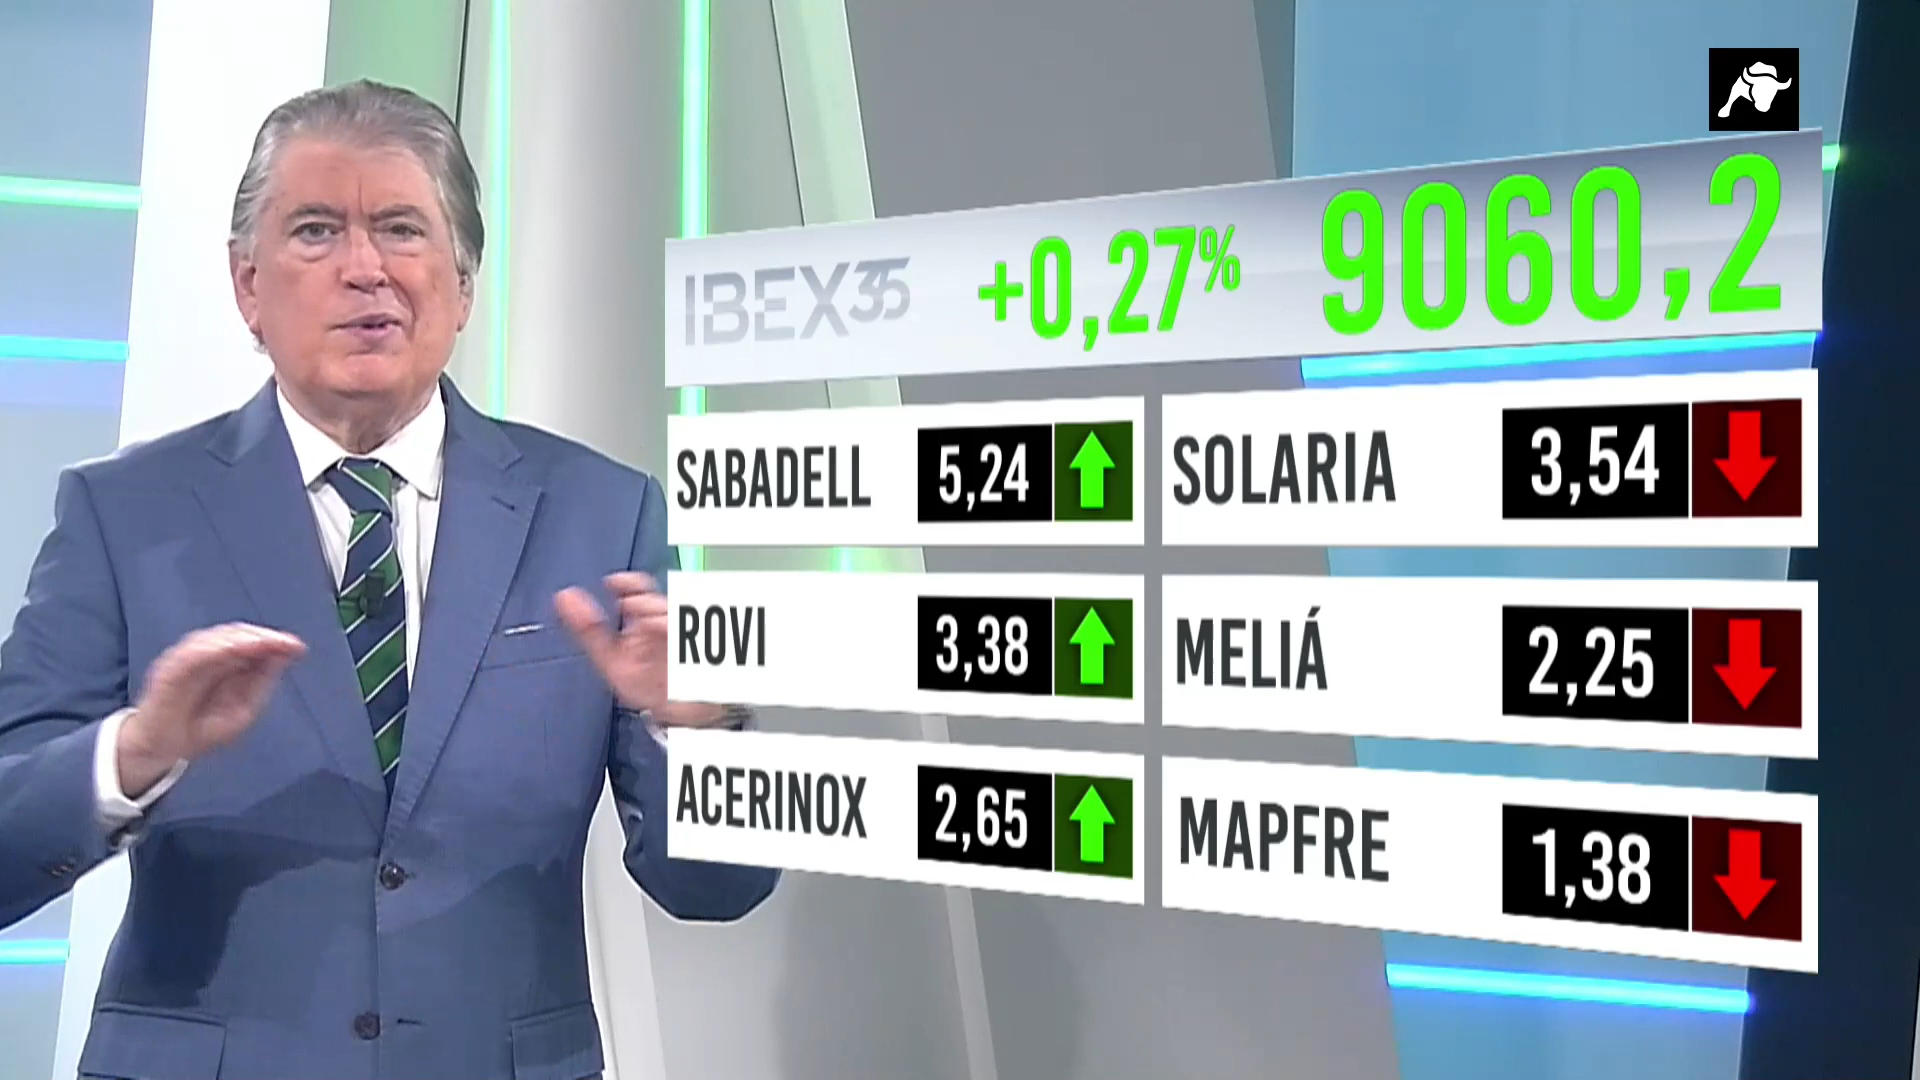 IBEX35 +0,27% 9060,2
SABADELL 5,24
SOLARIA 3,54
ROVI 3,38
MELIÁ 2,25
ACERINOX 2,65
MAPFRE 1,38